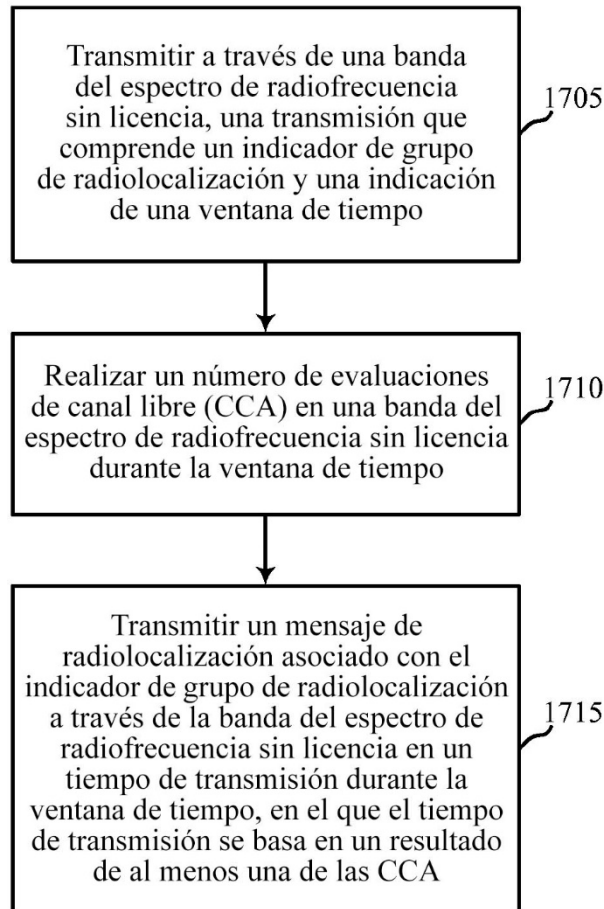 Transmitir a través de una banda
del espectro de radiofrecuencia
sin licencia, una transmisión que
comprende un indicador de grupo
de radiolocalización y una indicación
de una ventana de tiempo
1705
Realizar un número de evaluaciones
de canal libre (CCA) en una banda del
espectro de radiofrecuencia sin licencia
durante la ventana de tiempo
1710
Transmitir un mensaje de
radiolocalización asociado con el
indicador de grupo de radiolocalización
a través de la banda del espectro de
radiofrecuencia sin licencia en un
tiempo de transmisión durante la
ventana de tiempo, en el que el tiempo
de transmisión se basa en un resultado
de al menos una de las CCA
1715